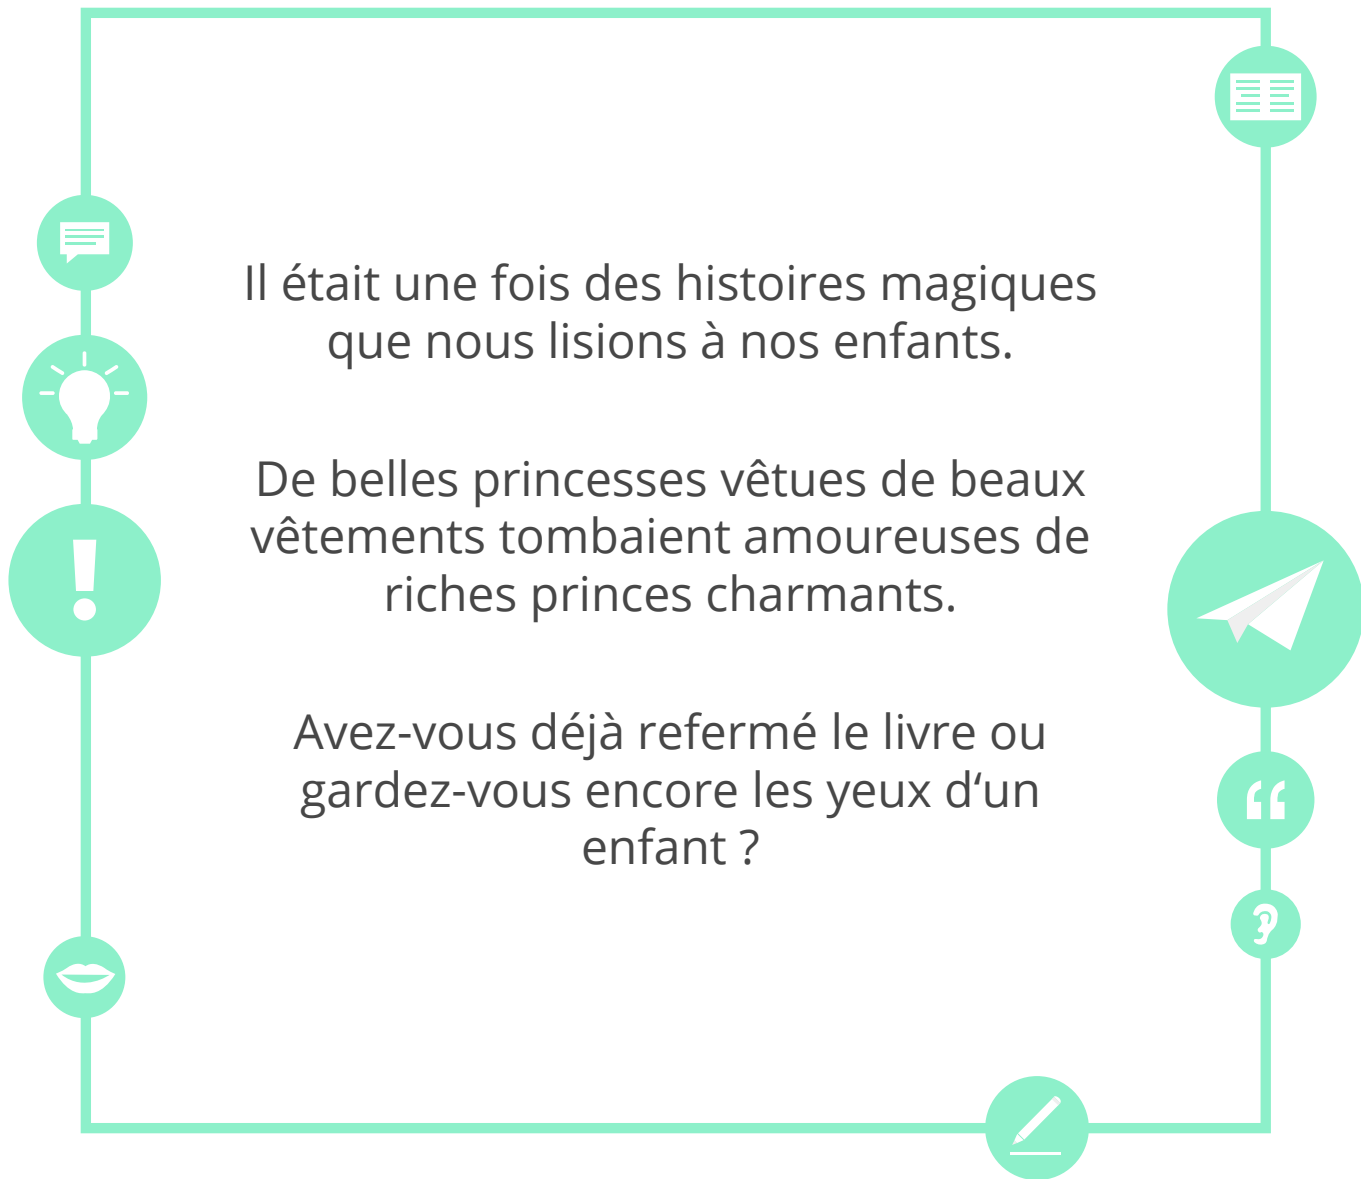 Il était une fois des histoires magiques
que nous lisions à nos enfants.
De belles princesses vêtues de beaux
vêtements tombaient amoureuses de
riches princes charmants.
Avez-vous déjà refermé le livre ou
gardez-vous encore les yeux d‘un
enfant ?